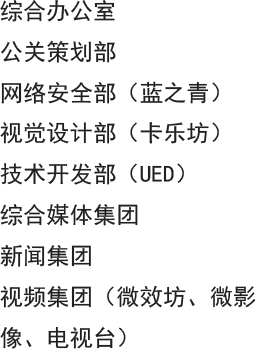 综合办公室
公关策划部
网络安全部（蓝之青）
视觉设计部（卡乐坊）
技术开发部（UED）
综合媒体集团
新闻集团
视频集团（微效坊、微影
像、电视台）